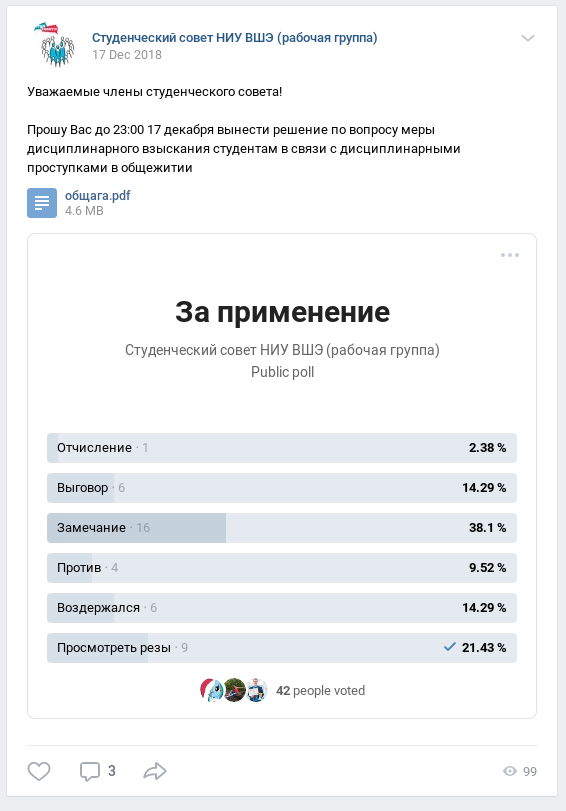 Студенческий совет НИУ ВШЭ (рабочая группа)
17 Dec 2018
Уважаемые члены студенческого совета!
Прошу Вас до 23:00 17 декабря вынести решение по вопросу меры
дисциплинарного взыскания студентам в связи с дисциплинарными
проступками в общежитии
общага.pdf
4.6 MB
За применение
Студенческий совет НИУ ВШЭ (рабочая группа)
Public poll
Отчисление · 1 2.38 %
Выговор · 6 14.29 %
Замечание · 16 38.1 %
Против · 4 9.52 %
Воздержался · 6 14.29 %
Просмотреть резы · 9 21.43 %
42 people voted
3 99